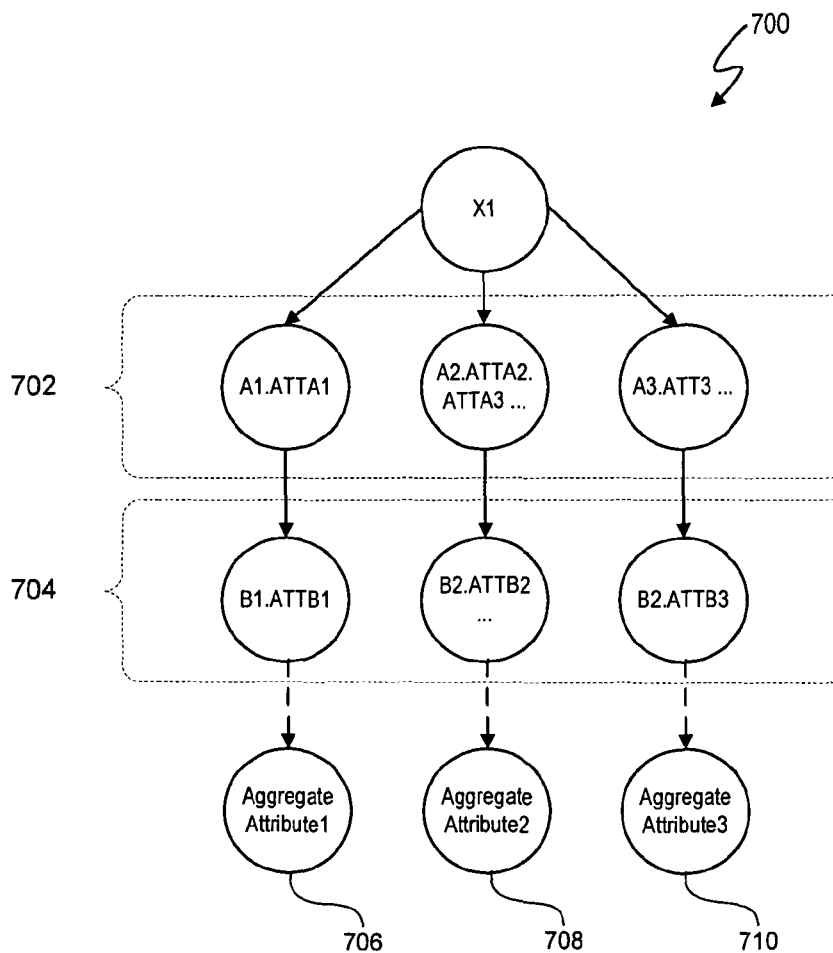 700
X1
702
A1.ATTA1
A2.ATTA2.
ATTA3 ...
A3.ATT3 ...
704
B1.ATTB1
B2.ATTB2
...
B2.ATTB3
Aggregate
Attribute1
Aggregate
Attribute2
Aggregate
Attribute3
706
708
710